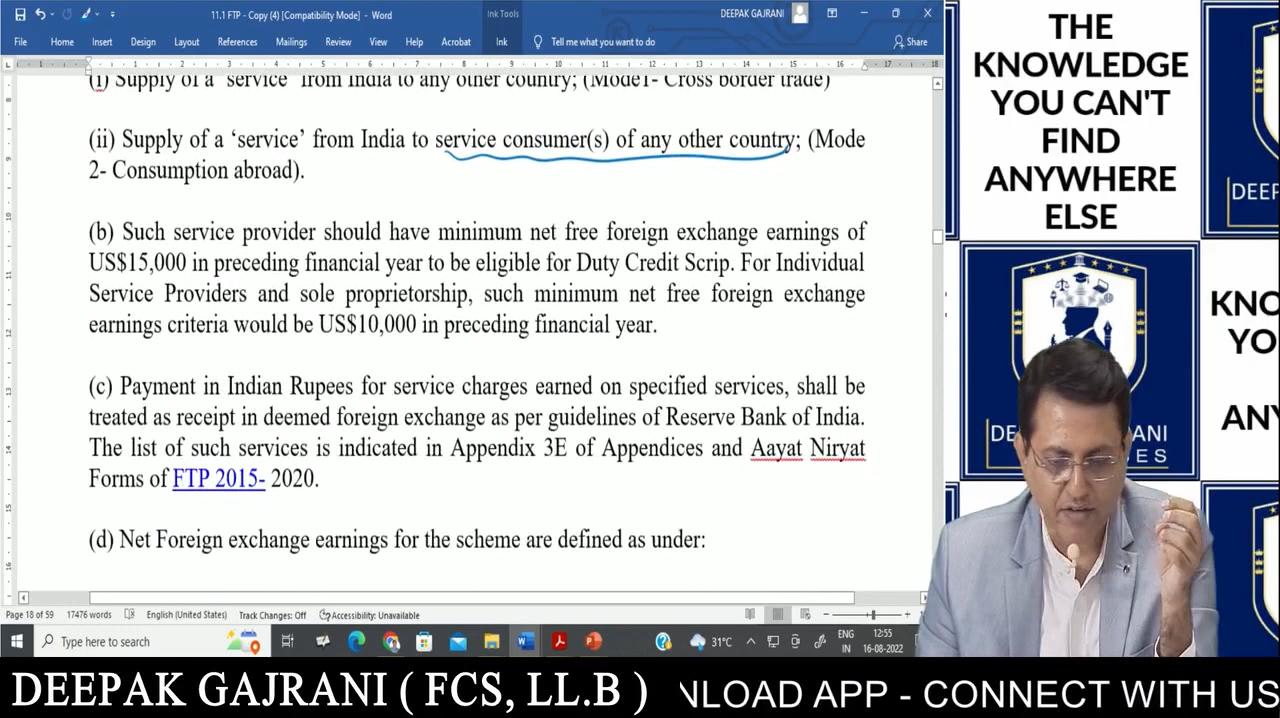 11.1 FTP - Copy (4) [Compatibility Mode] - Word
Ink Tools
DEEPAK GAJRANI
File Home Insert Design Layout References Mailings Review View Help Acrobat Ink Tell me what you want to do Share
(i) Supply of a ‘service’ from India to any other country; (Mode1- Cross border trade)
(ii) Supply of a ‘service’ from India to service consumer(s) of any other country; (Mode
2- Consumption abroad).
(b) Such service provider should have minimum net free foreign exchange earnings of
US$15,000 in preceding financial year to be eligible for Duty Credit Scrip. For Individual
Service Providers and sole proprietorship, such minimum net free foreign exchange
earnings criteria would be US$10,000 in preceding financial year.
(c) Payment in Indian Rupees for service charges earned on specified services, shall be
treated as receipt in deemed foreign exchange as per guidelines of Reserve Bank of India.
The list of such services is indicated in Appendix 3E of Appendices and Aayat Niryat
Forms of FTP 2015- 2020.
(d) Net Foreign exchange earnings for the scheme are defined as under:
Page 18 of 59 17476 words English (United States) Track Changes: Off Accessibility: Unavailable
Type here to search
31°C
ENG
IN
12:55
16-08-2022
THE
KNOWLEDGE
YOU CAN'T
FIND
ANYWHERE
ELSE
DEEP
KNO
YO
ANY
DE ANI
ES
DEEPAK GAJRANI ( FCS, LL.B )
NLOAD APP - CONNECT WITH US